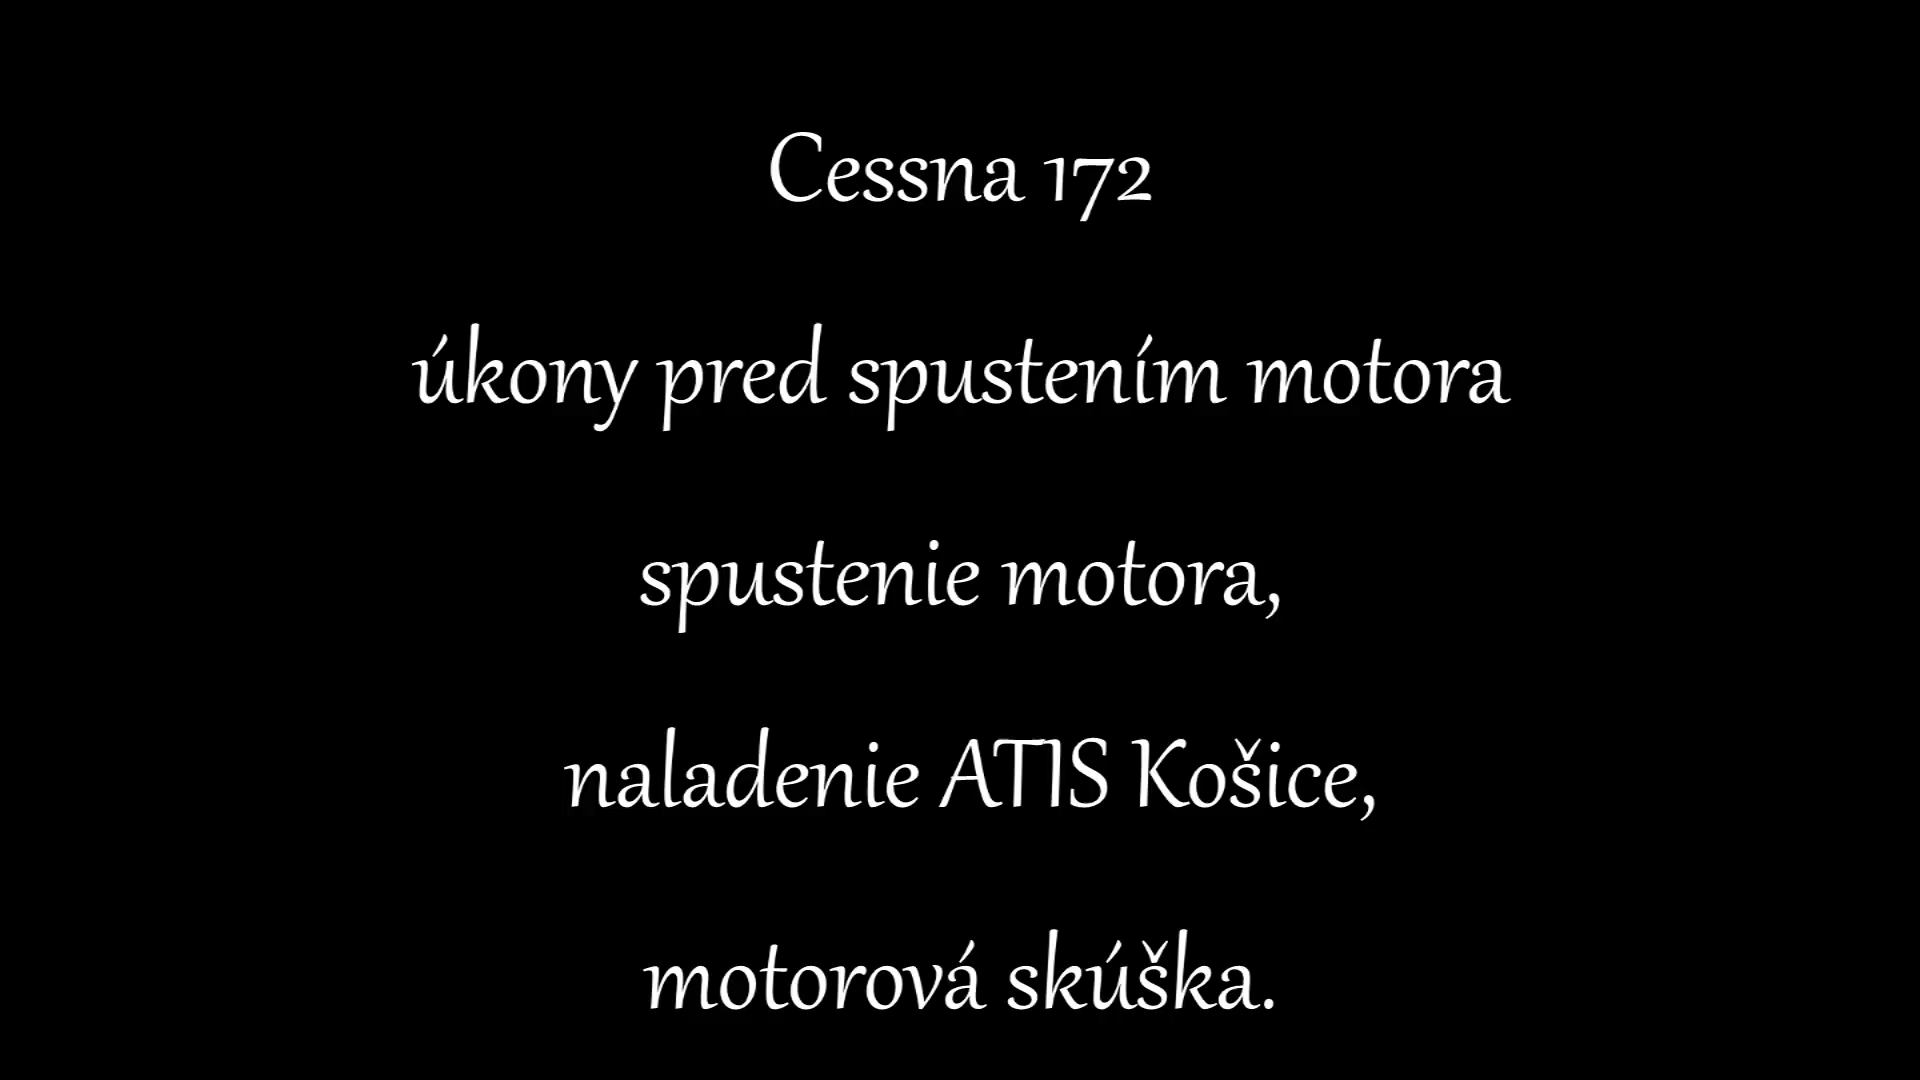 Cessna 172
úkony pred spustením motora
spustenie motora,
naladenie ATIS Košice,
motorová skúška.